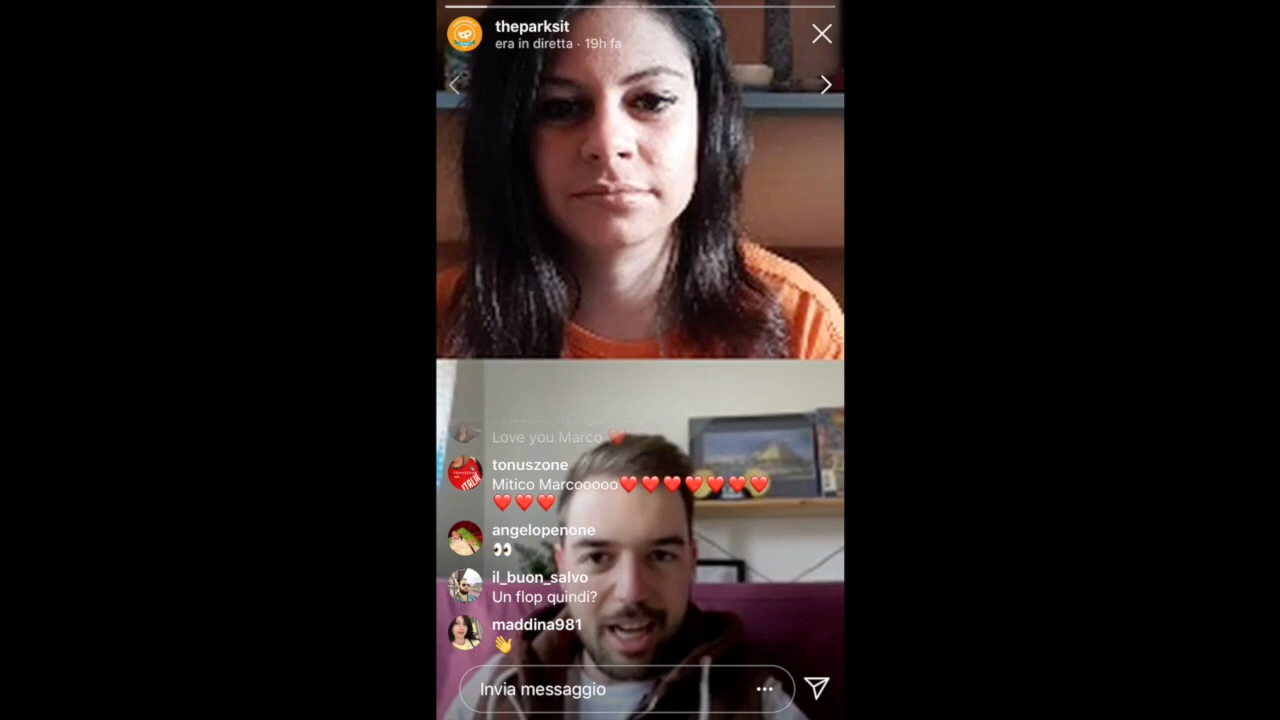 theparksit
era in diretta · 19h fa
Love you Marco ❤️
tonuszone
Mitico Marcooooo❤️❤️❤️❤️❤️❤️❤️
❤️❤️❤️
angelopenone
👀
il_buon_salvo
Un flop quindi?
maddina981
👋
Invia messaggio